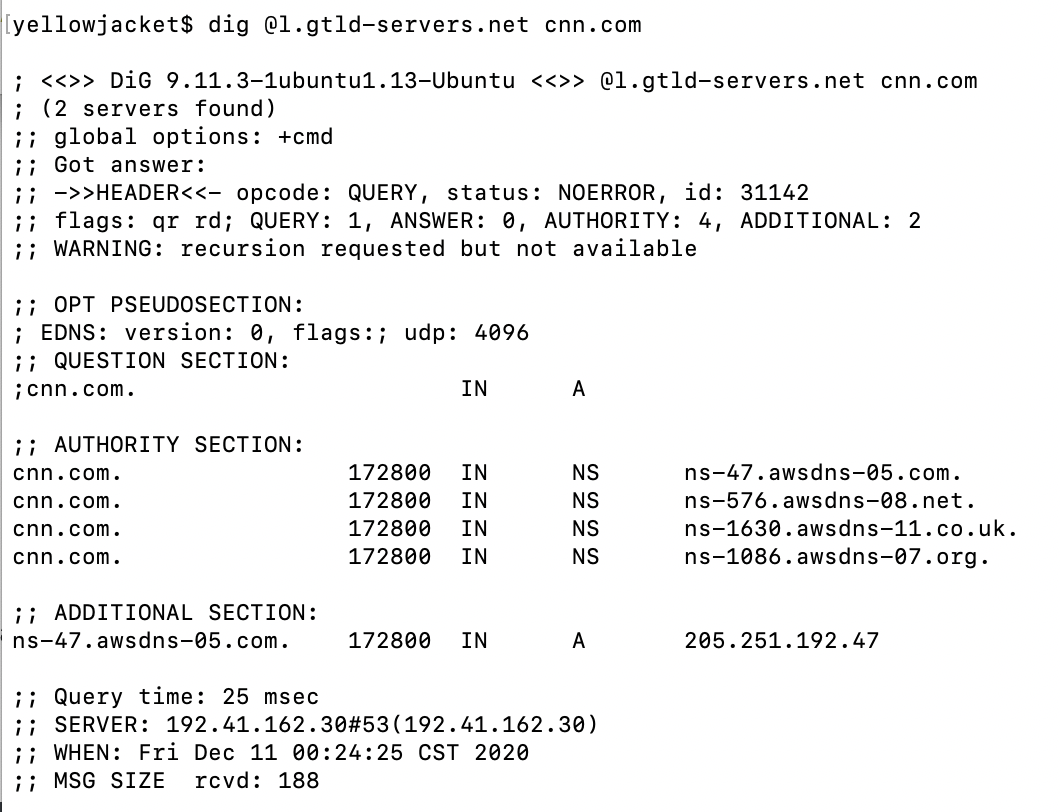 [yellowjacket$ dig @l.gtld-servers.net cnn.com
; <<>> DiG 9.11.3-1ubuntu1.13-Ubuntu <<>> @l.gtld-servers.net cnn.com
; (2 servers found)
;; global options: +cmd
;; Got answer:
;; ->>HEADER<<- opcode: QUERY, status: NOERROR, id: 31142
;; flags: qr rd; QUERY: 1, ANSWER: 0, AUTHORITY: 4, ADDITIONAL: 2
;; WARNING: recursion requested but not available
;; OPT PSEUDOSECTION:
; EDNS: version: 0, flags:; udp: 4096
;; QUESTION SECTION:
;cnn.com. IN A
;; AUTHORITY SECTION:
cnn.com. 172800 IN NS ns-47.awsdns-05.com.
cnn.com. 172800 IN NS ns-576.awsdns-08.net.
cnn.com. 172800 IN NS ns-1630.awsdns-11.co.uk.
cnn.com. 172800 IN NS ns-1086.awsdns-07.org.
;; ADDITIONAL SECTION:
ns-47.awsdns-05.com. 172800 IN A 205.251.192.47
;; Query time: 25 msec
;; SERVER: 192.41.162.30#53(192.41.162.30)
;; WHEN: Fri Dec 11 00:24:25 CST 2020
;; MSG SIZE rcvd: 188